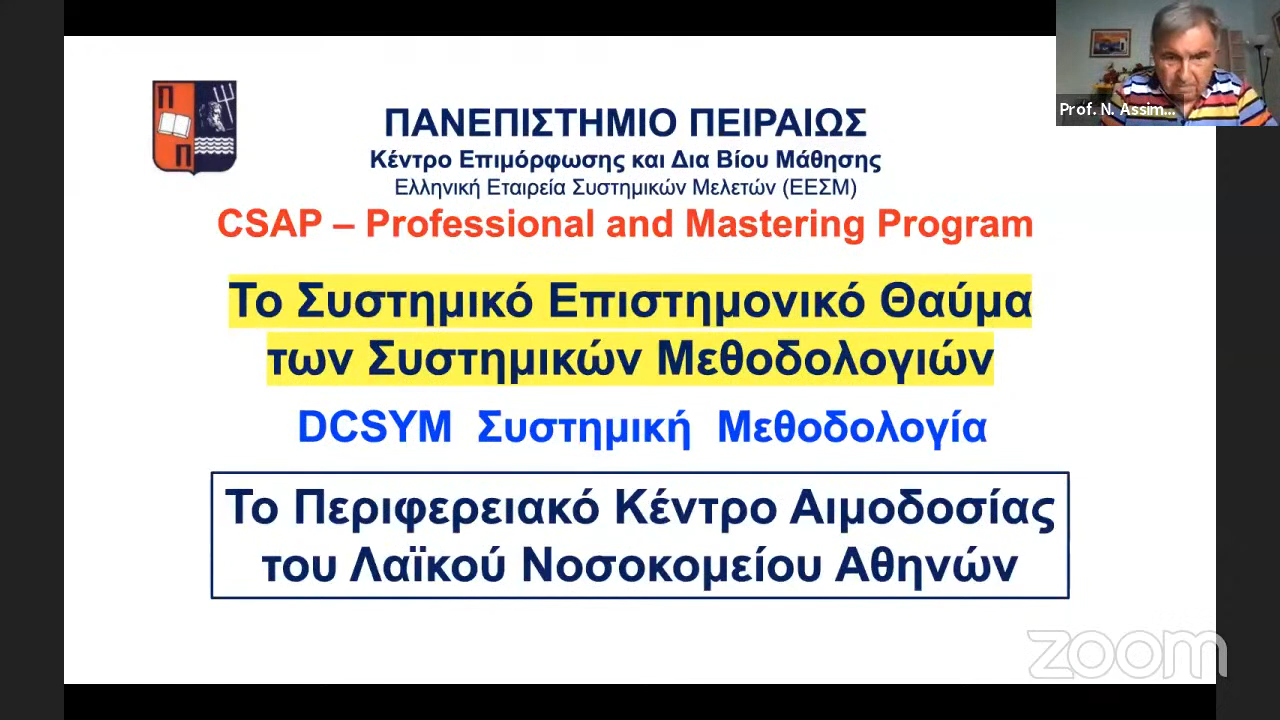 ΠΑΝΕΠΙΣΤΗΜΙΟ ΠΕΙΡΑΙΩΣ
Κέντρο Επιμόρφωσης και Δια Βίου Μάθησης
Ελληνική Εταιρεία Συστημικών Μελετών (ΕΕΣΜ)
CSAP – Professional and Mastering Program
Το Συστημικό Επιστημονικό Θαύμα
των Συστημικών Μεθοδολογιών
DCSYM Συστημική Μεθοδολογία
Το Περιφερειακό Κέντρο Αιμοδοσίας
του Λαϊκού Νοσοκομείου Αθηνών
Prof. N. Assim...
Π
Π
zoom